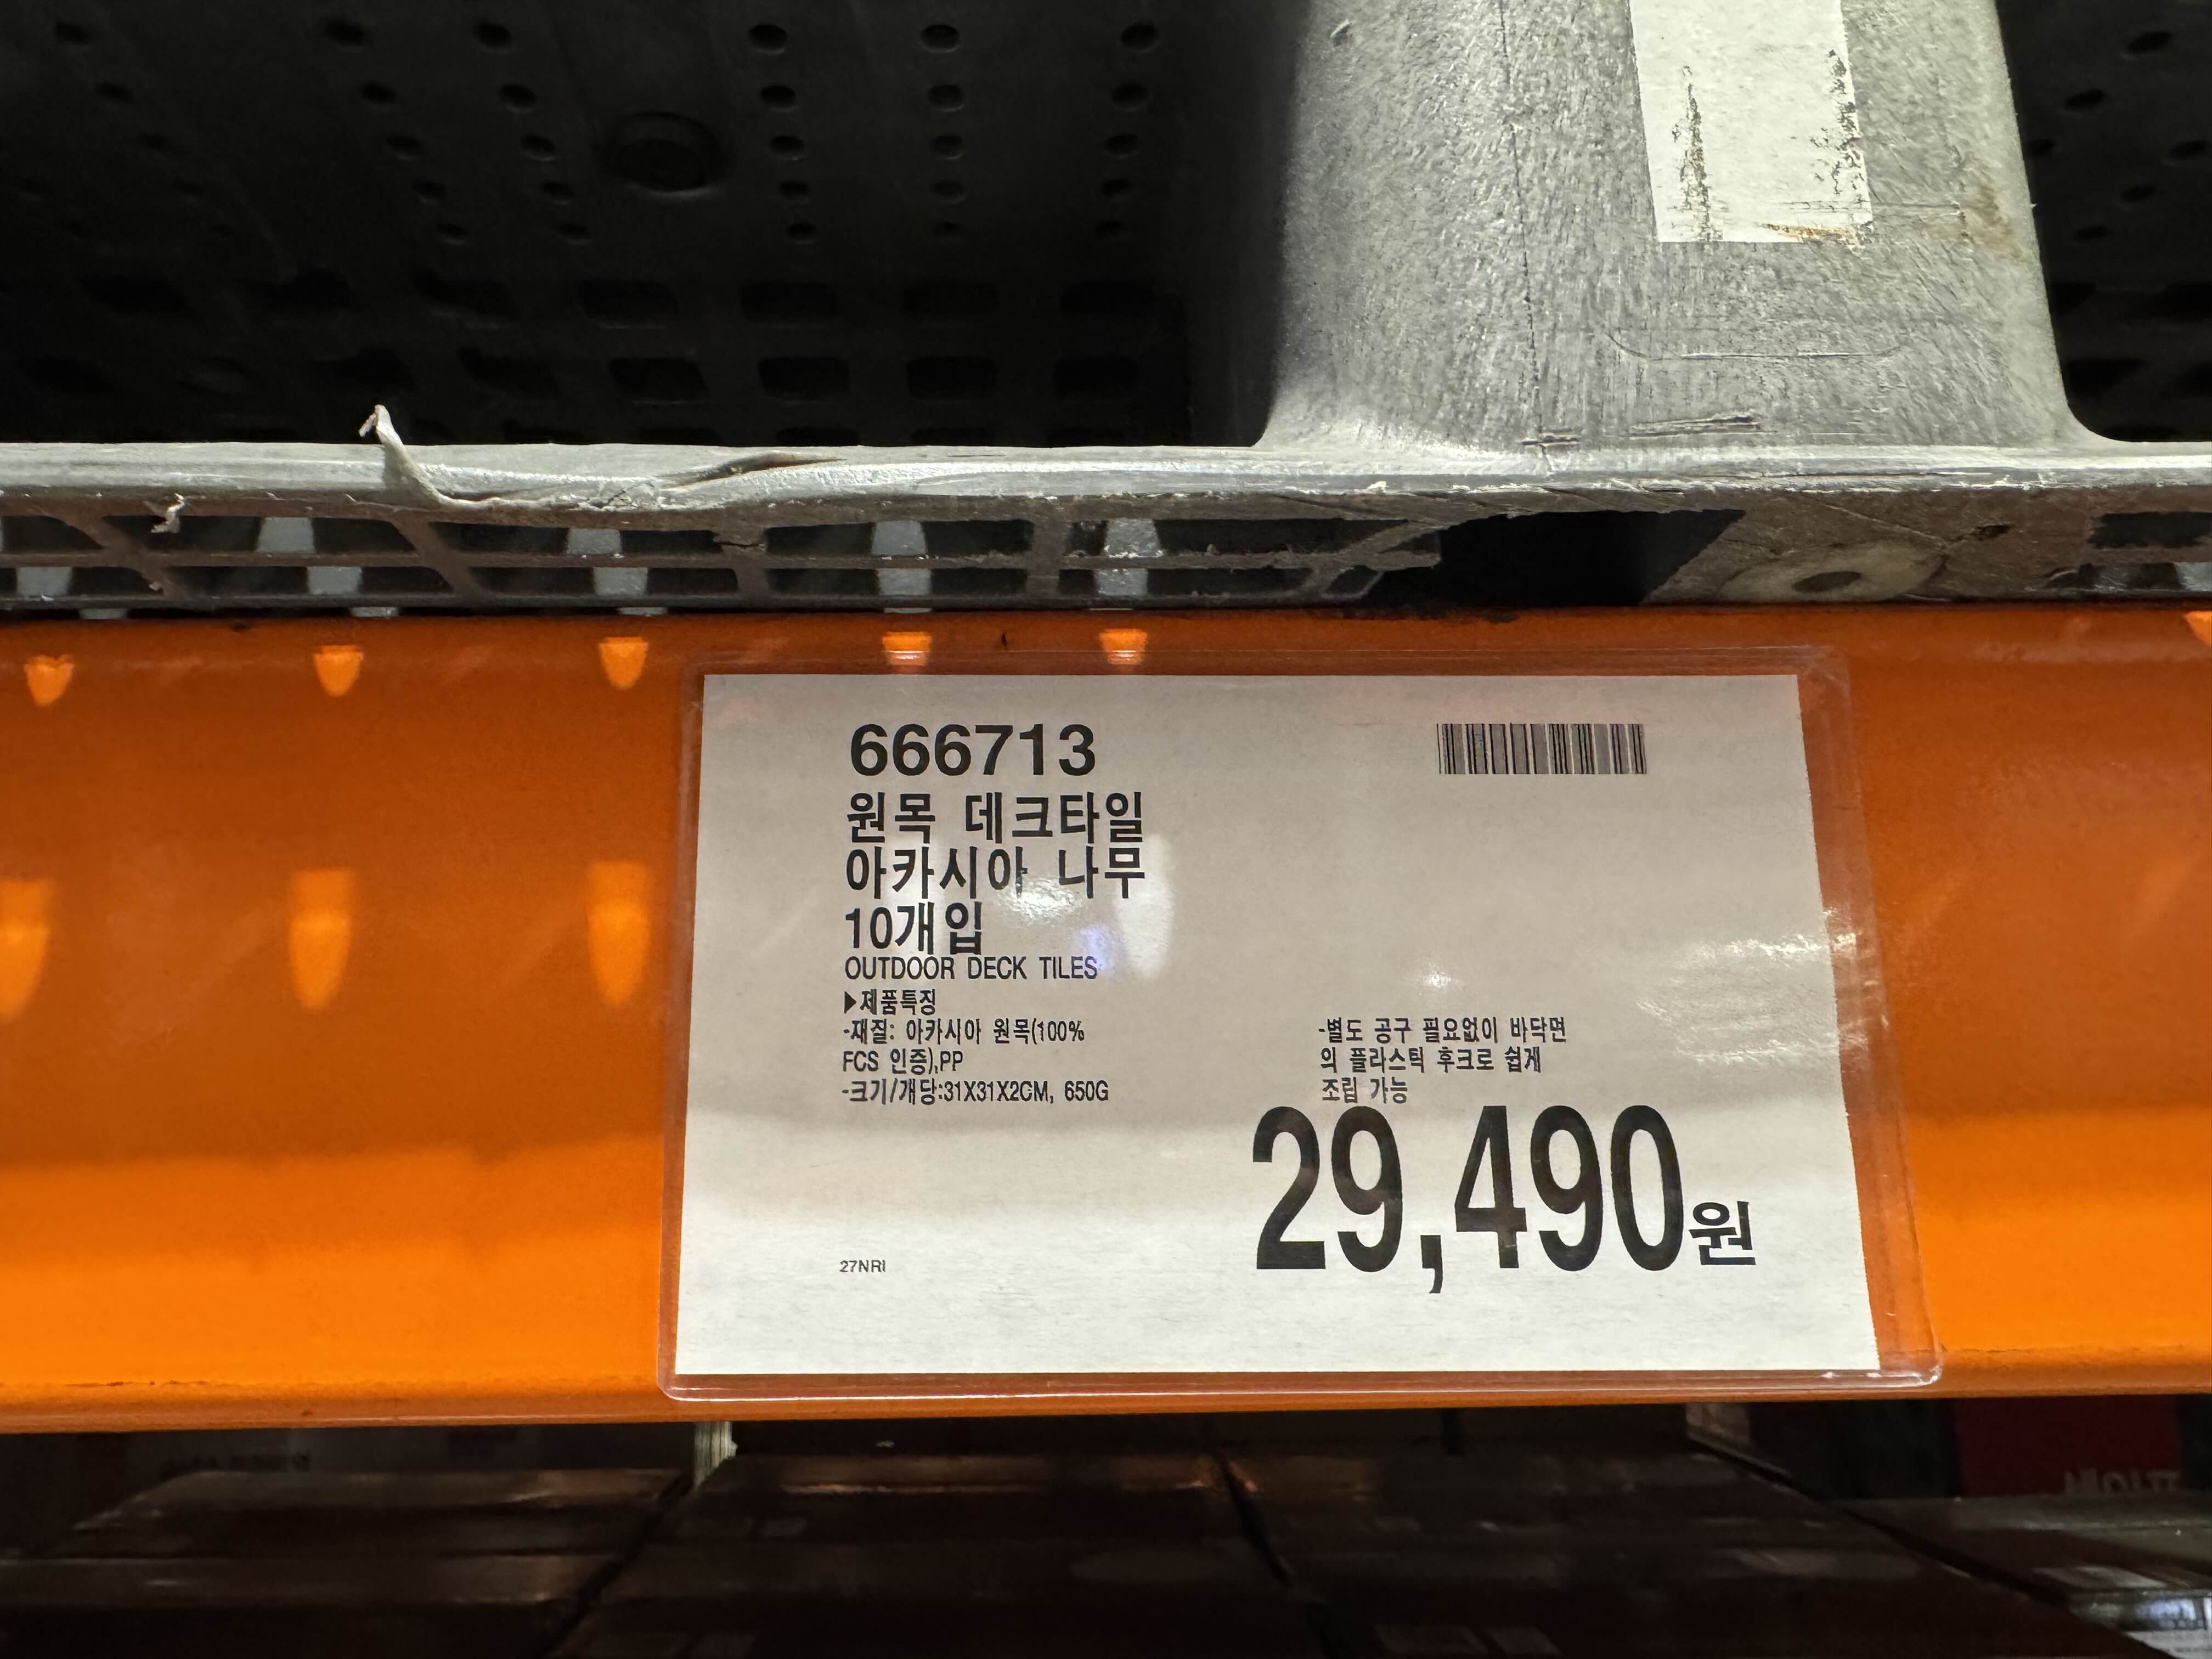 666713
원목 데크타일
아카시아 나무
10개입
OUTDOOR DECK TILES
▶제품특징
-재질: 아카시아 원목(100%
FCS 인증),PP
-크기/개당:31X31X2CM, 650G
-별도 공구 필요없이 바닥면
의 플라스틱 후크로 쉽게
조립 가능
29,490원
27NRI